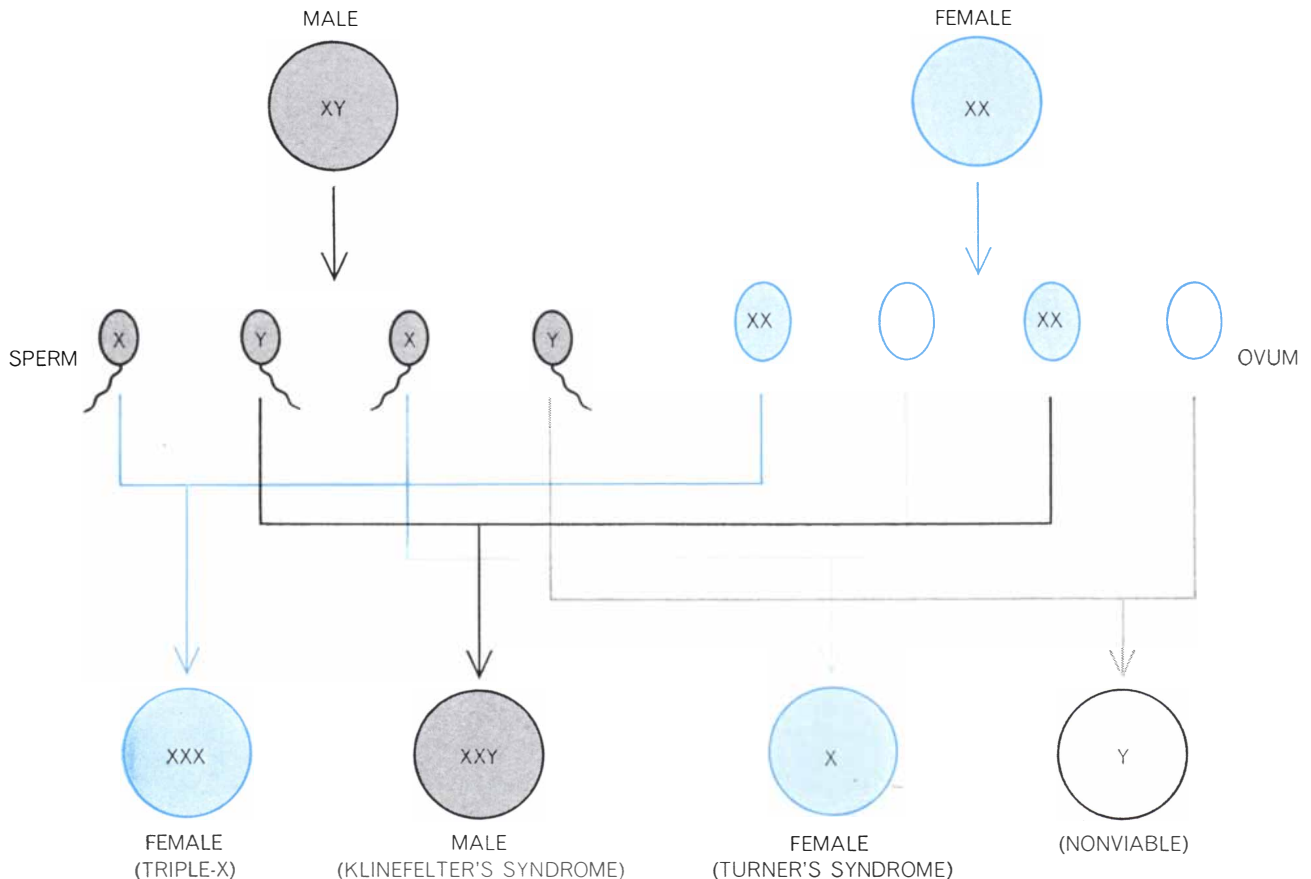 MALE
FEMALE
XY
XX
SPERM
X
Y
X
Y
XX
XX
OVUM
XXX
XXY
X
Y
FEMALE
(TRIPLE-X)
MALE
(KLINEFELTER'S SYNDROME)
FEMALE
(TURNER'S SYNDROME)
(NONVIABLE)